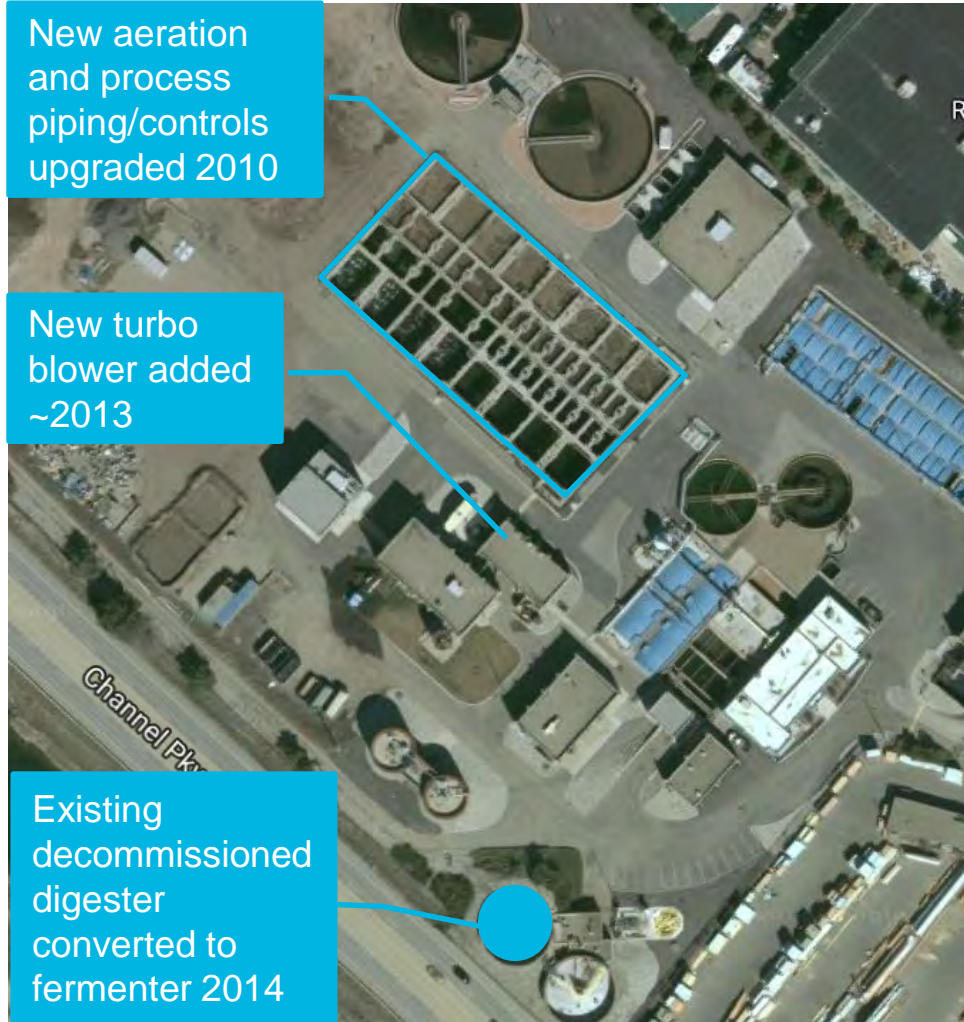 New aeration
and process
piping/controls
upgraded 2010
R
New turbo
blower added
~2013
Channel Pkw
Existing
decommissioned
digester
converted to
fermenter 2014